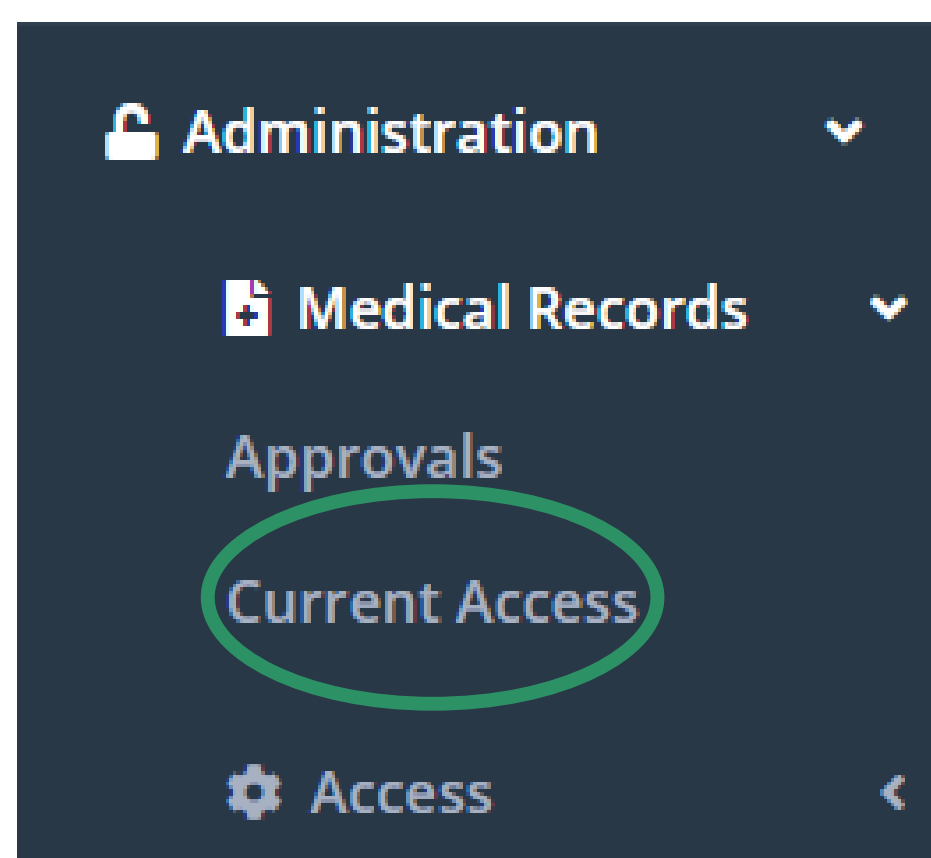 Administration
Medical Records
Approvals
Current Access
Access